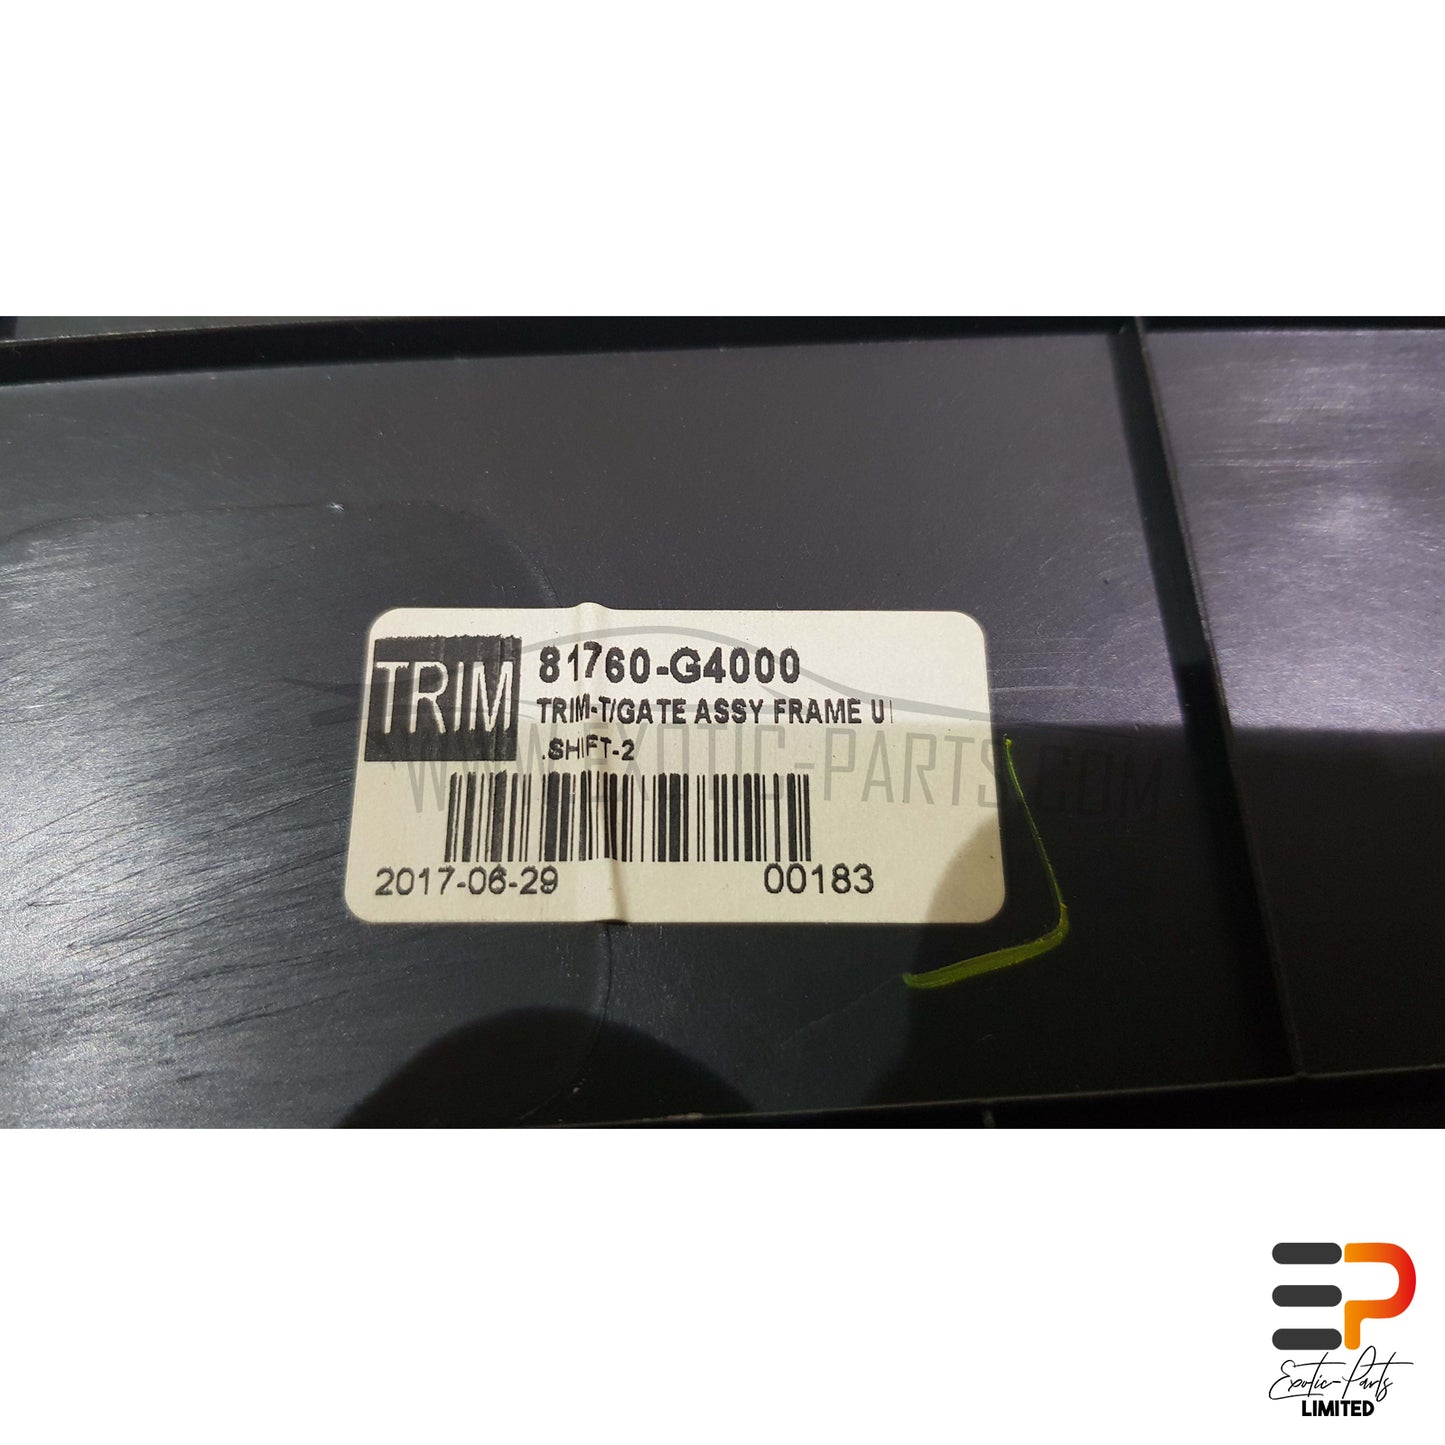 TRIM
81760-G4000
TRIM-T/GATE ASSY FRAME U
.SHIFT-2
WWW.EXOTIC-PARTS.COM
2017-06-29
00183
EP
Exotic-Parts
LIMITED